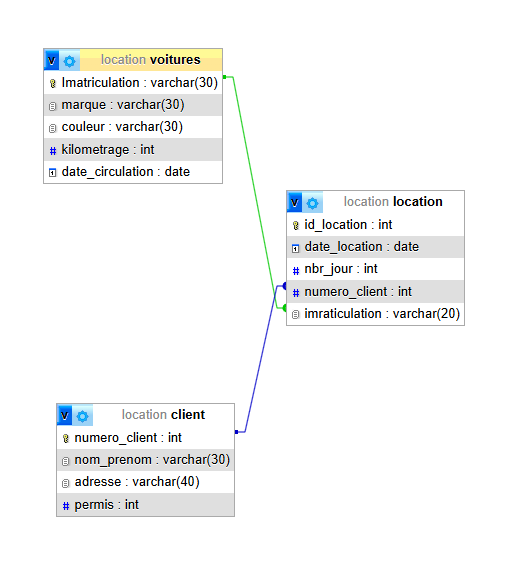 V location voitures
Imatriculation : varchar(30)
marque : varchar(30)
couleur : varchar(30)
# kilometrage : int
date_circulation : date
V location location
id_location : int
date_location : date
# nbr_jour : int
# numero_client : int
imraticulation : varchar(20)
V location client
numero_client : int
nom_prenom : varchar(30)
adresse : varchar(40)
# permis : int